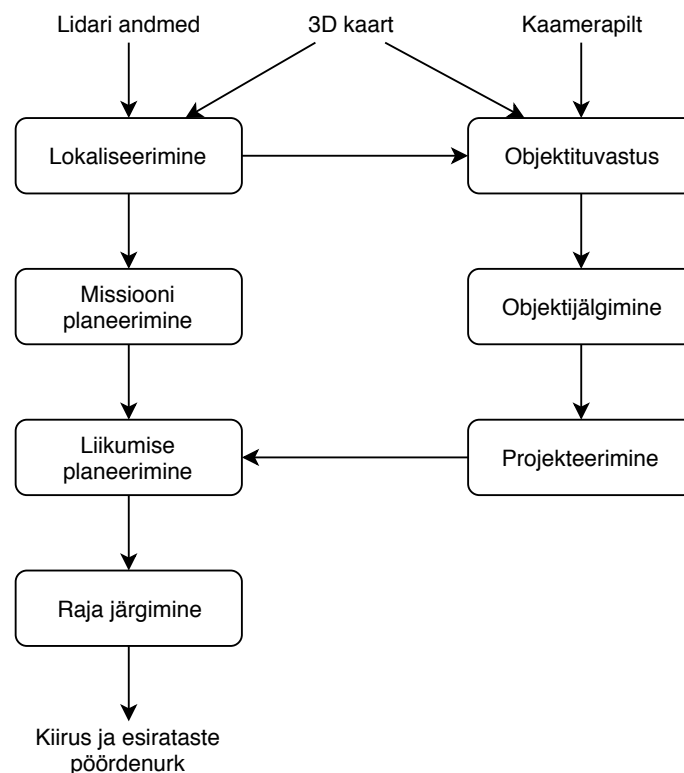 Lidari andmed
3D kaart
Kaamerapilt
Lokaliseerimine
Objektituvastus
Missiooni
planeerimine
Objektijälgimine
Liikumise
planeerimine
Projekteerimine
Raja järgimine
Kiirus ja esirataste
pöördenurk